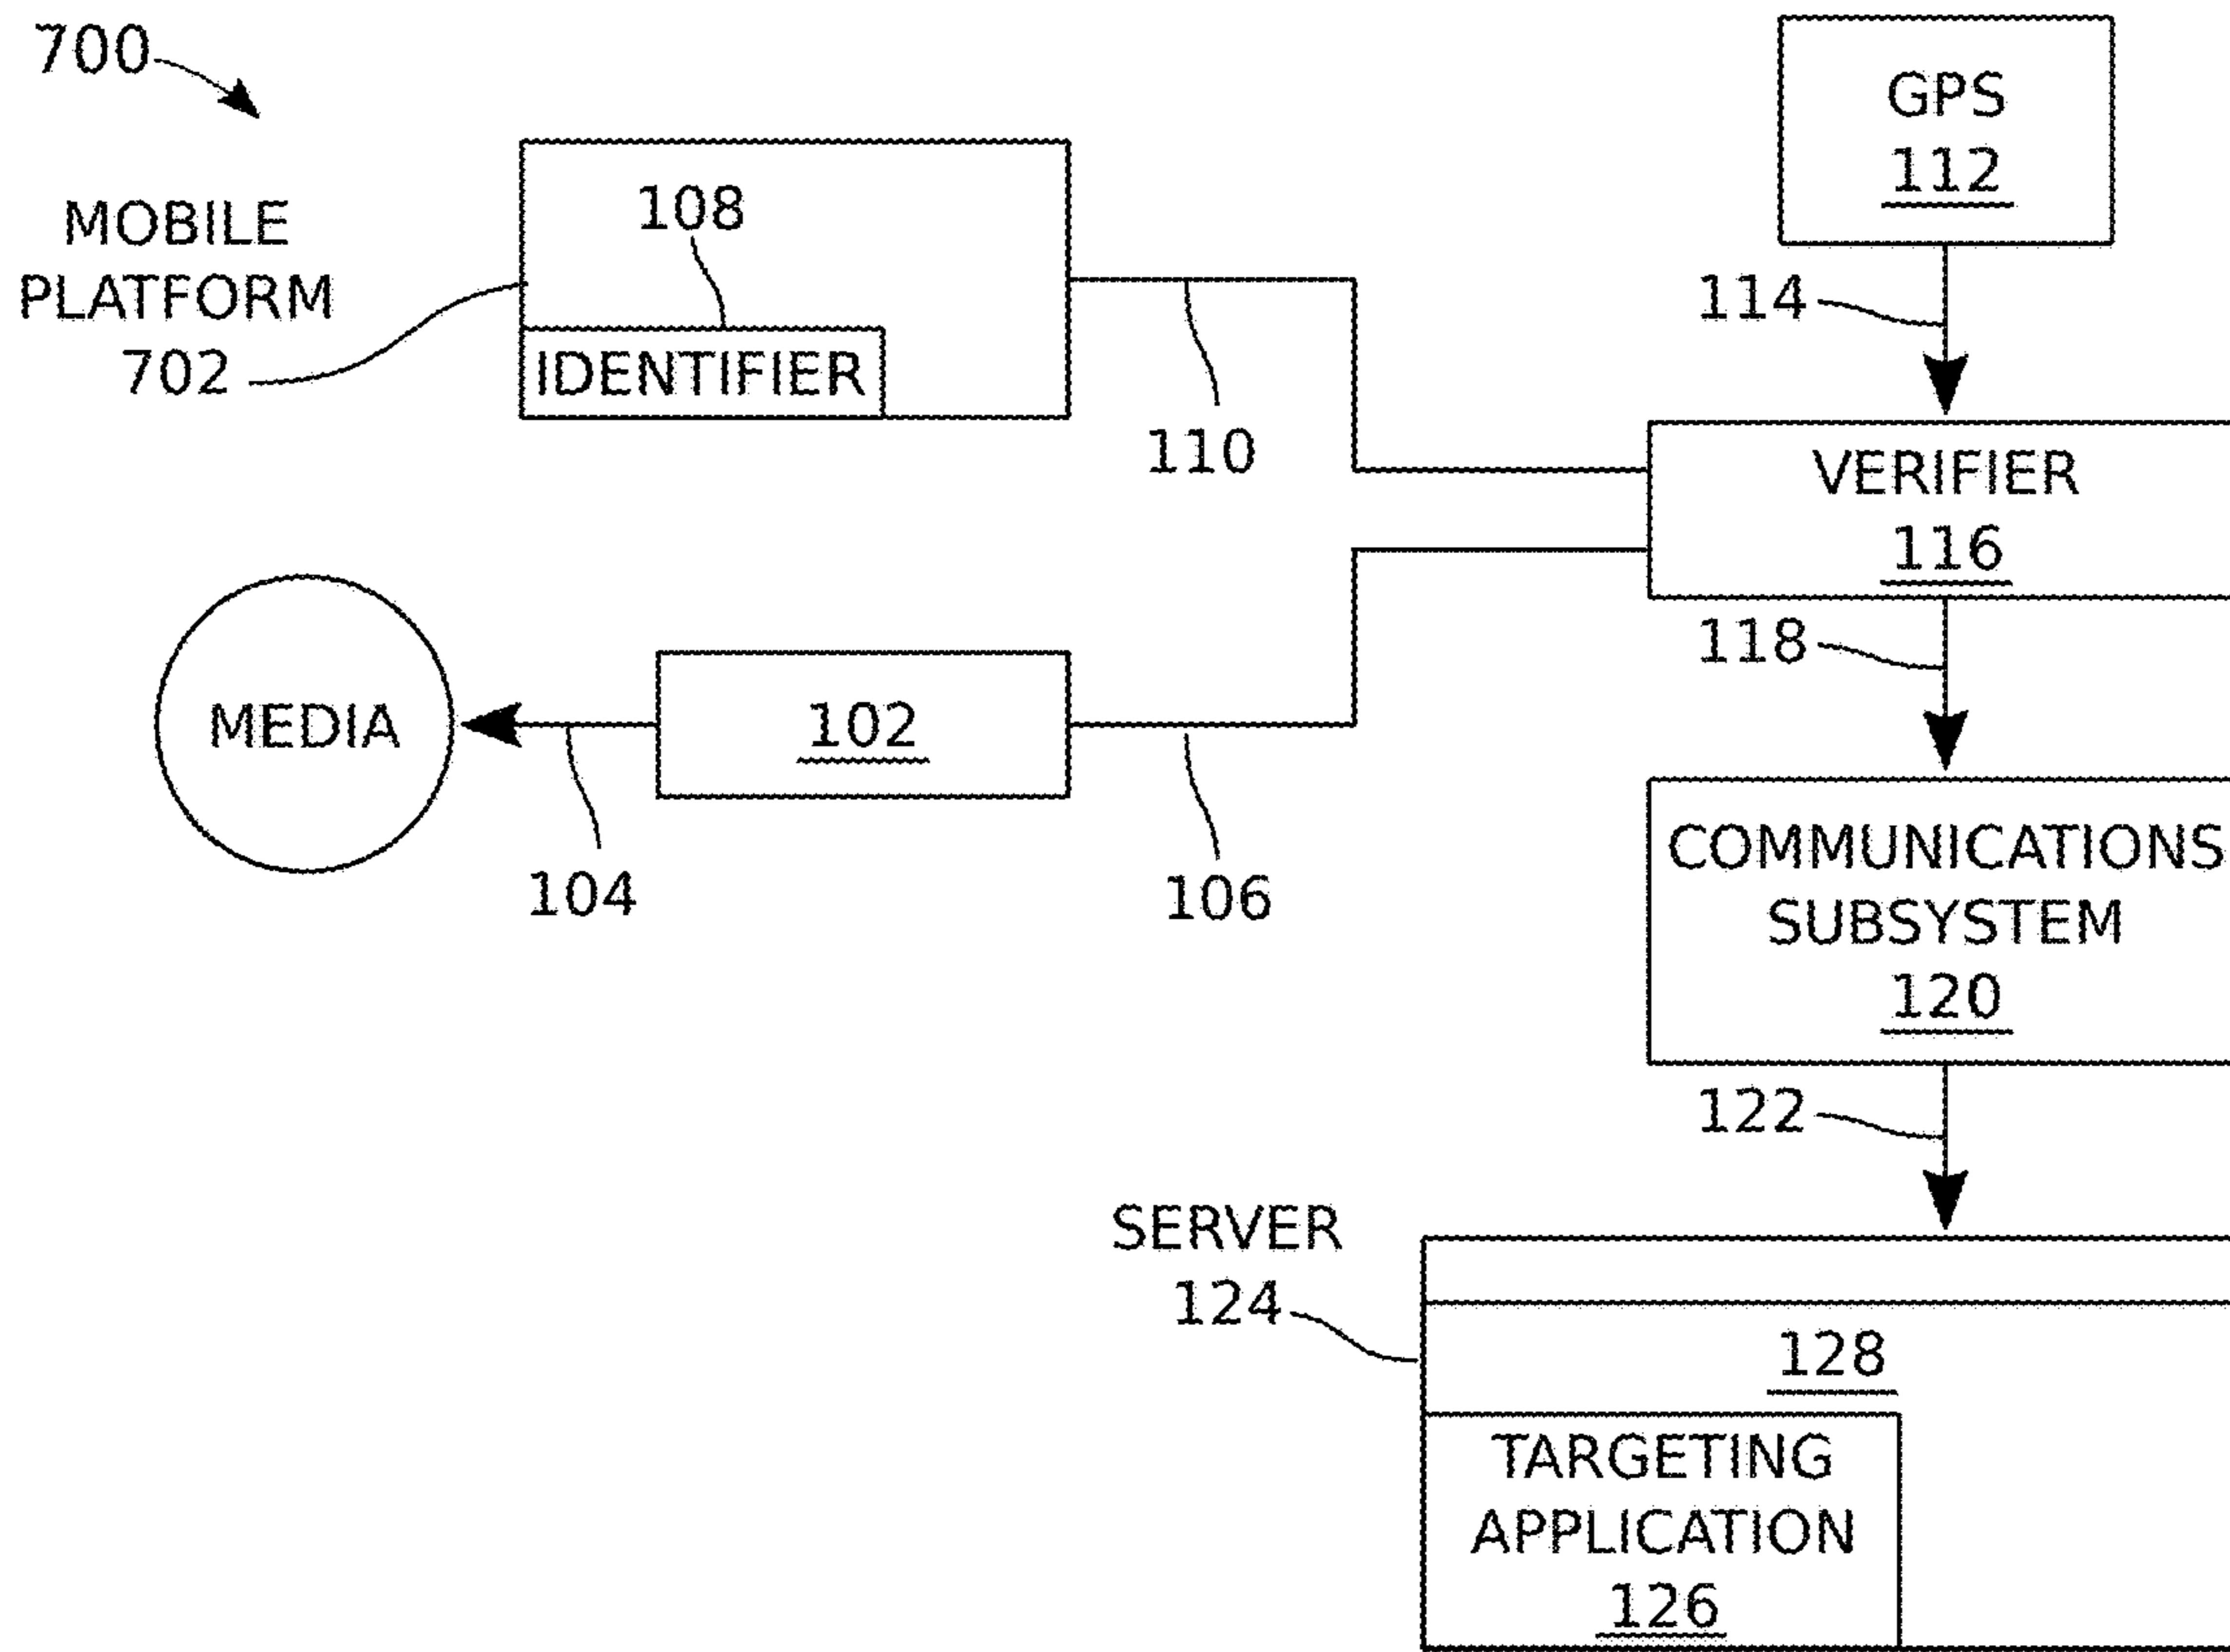 700
MOBILE
PLATFORM
702
108
IDENTIFIER
110
GPS
112
114
VERIFIER
116
118
MEDIA
102
104
106
COMMUNICATIONS
SUBSYSTEM
120
122
SERVER
124
128
TARGETING
APPLICATION
126